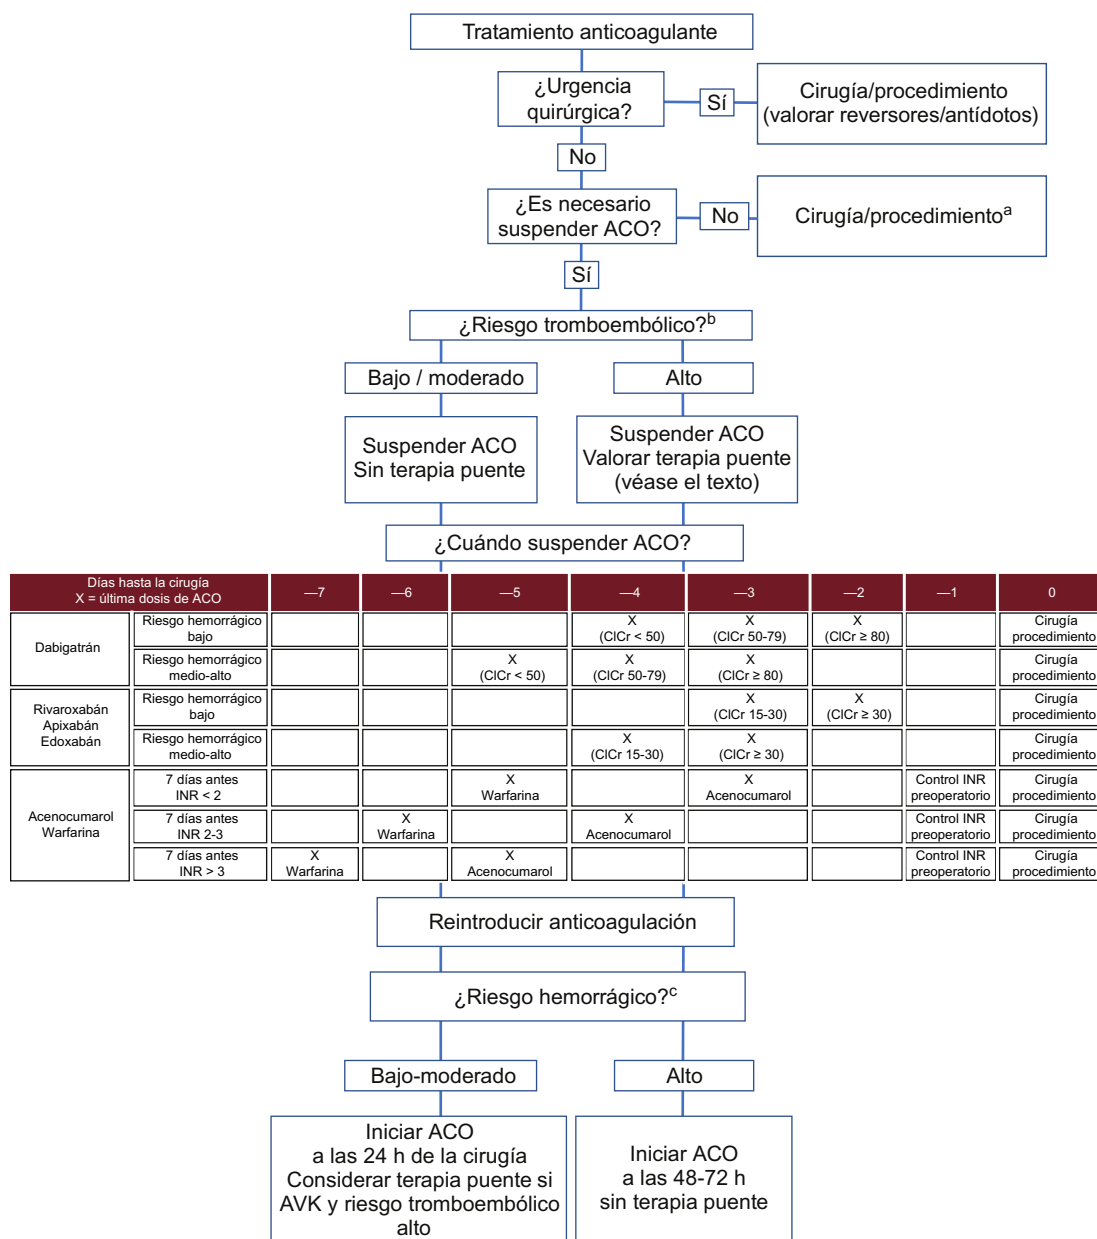 Tratamiento anticoagulante
¿Urgencia
quirúrgica?
Sí
Cirugía/procedimiento
(valorar reversores/antídotos)
No
¿Es necesario
suspender ACO?
No
Cirugía/procedimientoª
Sí
¿Riesgo tromboembólico?ᵇ
Bajo / moderado
Alto
Suspender ACO
Sin terapia puente
Suspender ACO
Valorar terapia puente
(véase el texto)
¿Cuándo suspender ACO?
Días hasta la cirugía
X = última dosis de ACO
—7 —6 —5 —4 —3 —2 —1 0
Dabigatrán
Riesgo hemorrágico
bajo
X
(ClCr < 50)
X
(ClCr 50-79)
X
(ClCr ≥ 80)
Cirugía
procedimiento
Riesgo hemorrágico
medio-alto
X
(ClCr < 50)
X
(ClCr 50-79)
X
(ClCr ≥ 80)
Cirugía
procedimiento
Rivaroxabán
Apixabán
Edoxabán
Riesgo hemorrágico
bajo
X
(ClCr 15-30)
X
(ClCr ≥ 30)
Cirugía
procedimiento
Riesgo hemorrágico
medio-alto
X
(ClCr 15-30)
X
(ClCr ≥ 30)
Cirugía
procedimiento
Acenocumarol
Warfarina
7 días antes
INR < 2
X
Warfarina
X
Acenocumarol
Control INR
preoperatorio
Cirugía
procedimiento
7 días antes
INR 2-3
X
Warfarina
X
Acenocumarol
Control INR
preoperatorio
Cirugía
procedimiento
7 días antes
INR > 3
X
Warfarina
X
Acenocumarol
Control INR
preoperatorio
Cirugía
procedimiento
Reintroducir anticoagulación
¿Riesgo hemorrágico?ᶜ
Bajo-moderado
Alto
Iniciar ACO
a las 24 h de la cirugía
Considerar terapia puente si
AVK y riesgo tromboembólico
alto
Iniciar ACO
a las 48-72 h
sin terapia puente